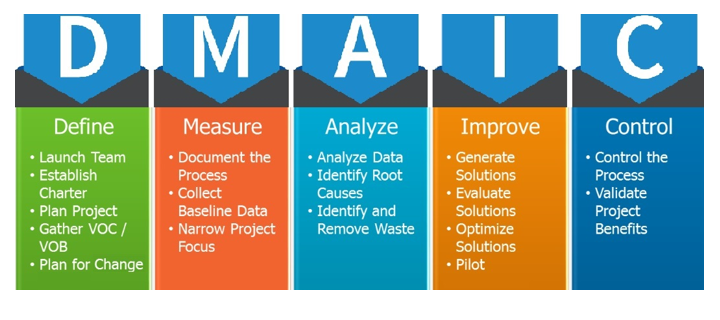 D
Define
• Launch Team
• Establish
Charter
• Plan Project
• Gather VOC /
VOB
• Plan for Change
M
Measure
• Document the
Process
• Collect
Baseline Data
• Narrow Project
Focus
A
Analyze
• Analyze Data
• Identify Root
Causes
• Identify and
Remove Waste
I
Improve
• Generate
Solutions
• Evaluate
Solutions
• Optimize
Solutions
• Pilot
C
Control
• Control the
Process
• Validate
Project
Benefits